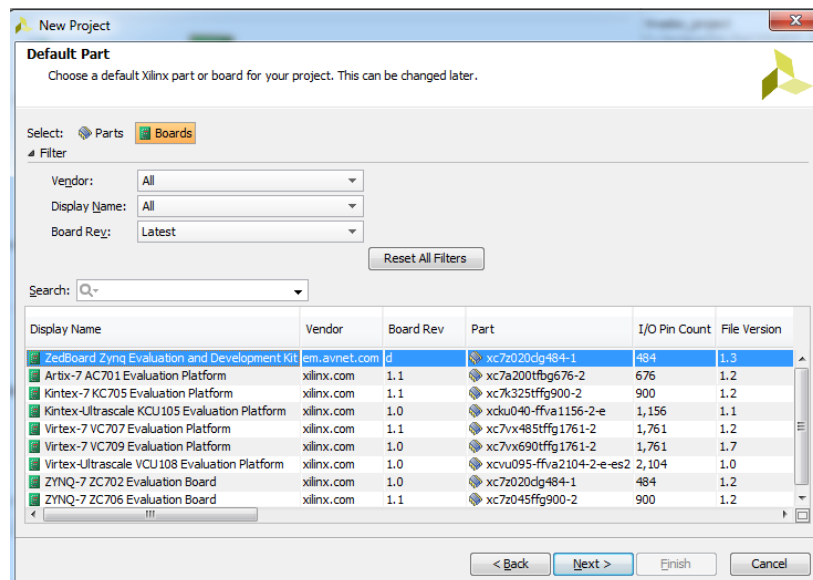 New Project
Default Part
Choose a default Xilinx part or board for your project. This can be changed later.
Select: Parts Boards
Filter
Vendor: All
Display Name: All
Board Rev: Latest
Reset All Filters
Search:
Display Name Vendor Board Rev Part I/O Pin Count File Version
ZedBoard Zynq Evaluation and Development Kit em.avnet.com d xc7z020clg484-1 484 1.3
Artix-7 AC701 Evaluation Platform xilinx.com 1.1 xc7a200tfbg676-2 676 1.2
Kintex-7 KC705 Evaluation Platform xilinx.com 1.1 xc7k325tffg900-2 900 1.2
Kintex-Ultrascale KCU105 Evaluation Platform xilinx.com 1.0 xcku040-ffva1156-2-e 1,156 1.1
Virtex-7 VC707 Evaluation Platform xilinx.com 1.1 xc7vx485tffg1761-2 1,761 1.2
Virtex-7 VC709 Evaluation Platform xilinx.com 1.0 xc7vx690tffg1761-2 1,761 1.7
Virtex-Ultrascale VCU108 Evaluation Platform xilinx.com 1.0 xcvu095-ffva2104-2-e-es2 2,104 1.0
ZYNQ-7 ZC702 Evaluation Board xilinx.com 1.0 xc7z020clg484-1 484 1.2
ZYNQ-7 ZC706 Evaluation Board xilinx.com 1.1 xc7z045ffg900-2 900 1.2
< Back Next > Finish Cancel